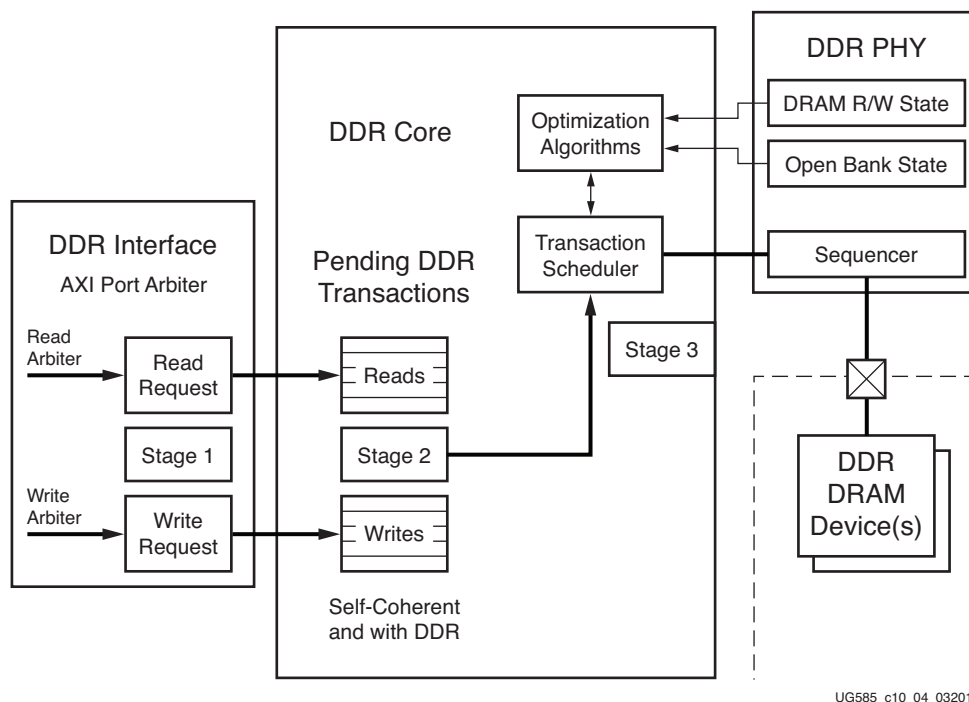 DDR PHY
DRAM R/W State
Open Bank State
Sequencer
DDR Core
Optimization
Algorithms
Transaction
Scheduler
Stage 3
DDR Interface
AXI Port Arbiter
Pending DDR
Transactions
Read
Arbiter
Read
Request
Reads
Stage 1
Stage 2
Write
Arbiter
Write
Request
Writes
Self-Coherent
and with DDR
DDR
DRAM
Device(s)
UG585_c10_04_03201